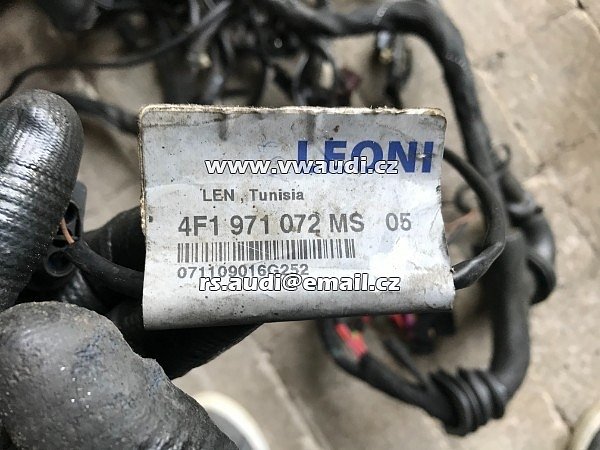 LEONI
www.vwaudi.cz
LEN , Tunisia
4F1 971 072 MS 05
071109016G252
rs.audi@email.cz